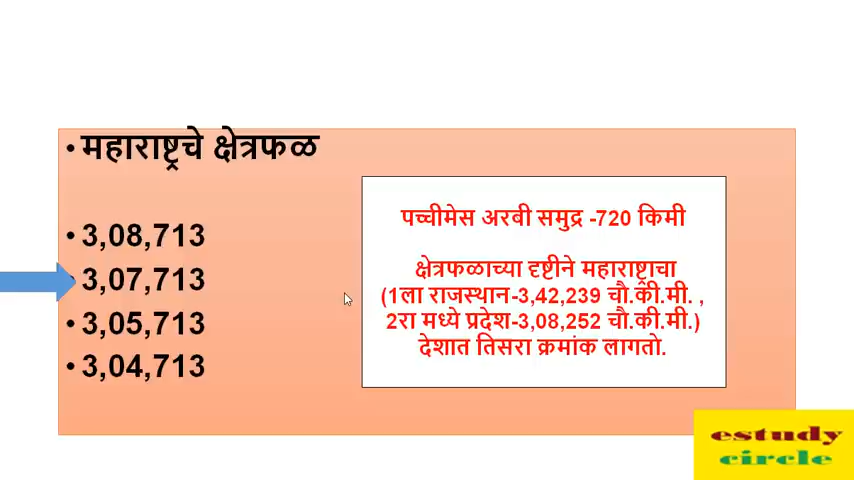 • महाराष्ट्रचे क्षेत्रफळ
• 3,08,713
• 3,07,713
• 3,05,713
• 3,04,713
पच्चीमेस अरबी समुद्र -720 किमी
क्षेत्रफळाच्या दृष्टीने महाराष्ट्राचा
(1ला राजस्थान-3,42,239 चौ.की.मी. ,
2रा मध्ये प्रदेश-3,08,252 चौ.की.मी.)
देशात तिसरा क्रमांक लागतो.
estudy
circle